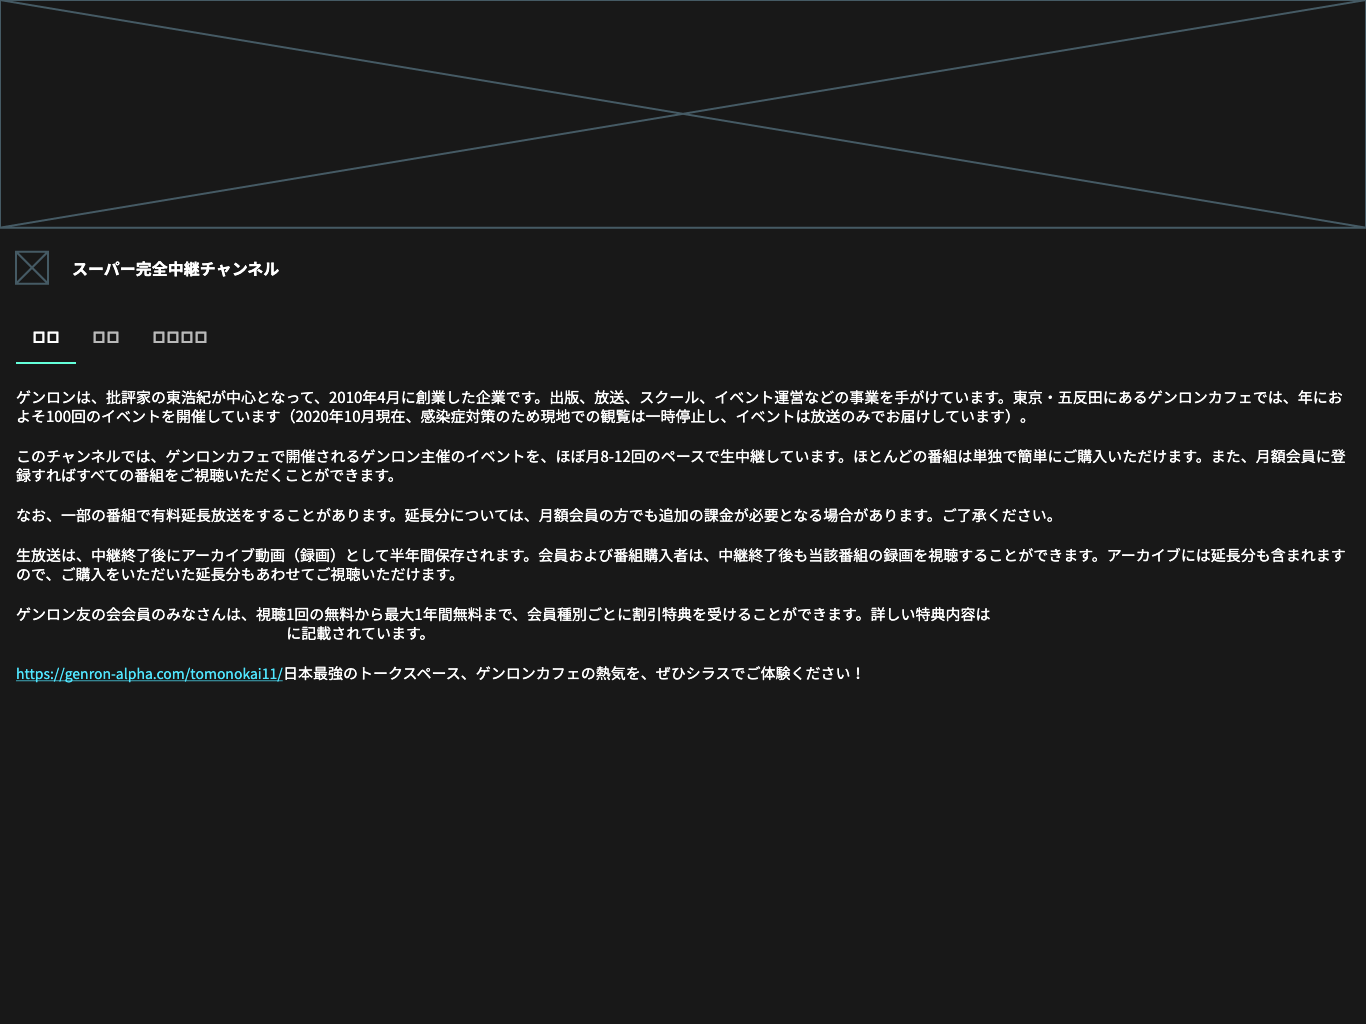 スーパー完全中継チャンネル
ゲンロンは、批評家の東浩紀が中心となって、2010年4月に創業した企業です。出版、放送、スクール、イベント運営などの事業を手がけています。東京・五反田にあるゲンロンカフェでは、年にお
よそ100回のイベントを開催しています（2020年10月現在、感染症対策のため現地での観覧は一時停止し、イベントは放送のみでお届けしています）。
このチャンネルでは、ゲンロンカフェで開催されるゲンロン主催のイベントを、ほぼ月8-12回のペースで生中継しています。ほとんどの番組は単独で簡単にご購入いただけます。また、月額会員に登
録すればすべての番組をご視聴いただくことができます。
なお、一部の番組で有料延長放送をすることがあります。延長分については、月額会員の方でも追加の課金が必要となる場合があります。ご了承ください。
生放送は、中継終了後にアーカイブ動画（録画）として半年間保存されます。会員および番組購入者は、中継終了後も当該番組の録画を視聴することができます。アーカイブには延長分も含まれます
ので、ご購入をいただいた延長分もあわせてご視聴いただけます。
ゲンロン友の会会員のみなさんは、視聴1回の無料から最大1年間無料まで、会員種別ごとに割引特典を受けることができます。詳しい特典内容は
に記載されています。
https://genron-alpha.com/tomonokai11/日本最強のトークスペース、ゲンロンカフェの熱気を、ぜひシラスでご体験ください！